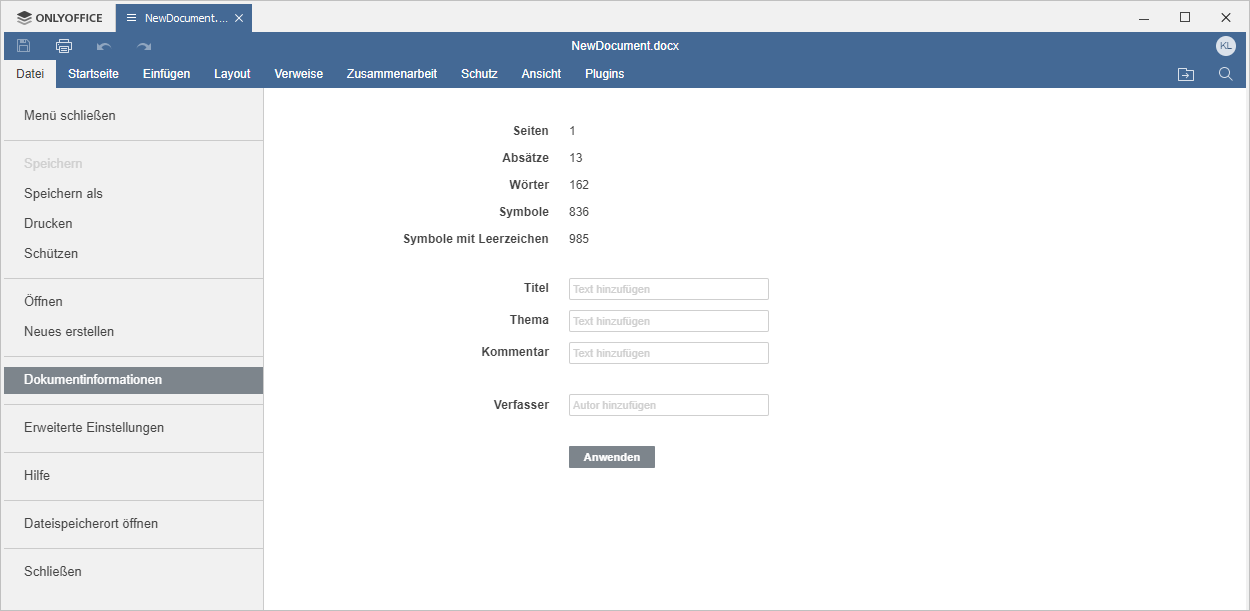 ONLYOFFICE NewDocument....
NewDocument.docx KL
Datei Startseite Einfügen Layout Verweise Zusammenarbeit Schutz Ansicht Plugins
Menü schließen
Speichern
Speichern als
Drucken
Schützen
Öffnen
Neues erstellen
Dokumentinformationen
Erweiterte Einstellungen
Hilfe
Dateispeicherort öffnen
Schließen
Seiten 1
Absätze 13
Wörter 162
Symbole 836
Symbole mit Leerzeichen 985
Titel Text hinzufügen
Thema Text hinzufügen
Kommentar Text hinzufügen
Verfasser Autor hinzufügen
Anwenden